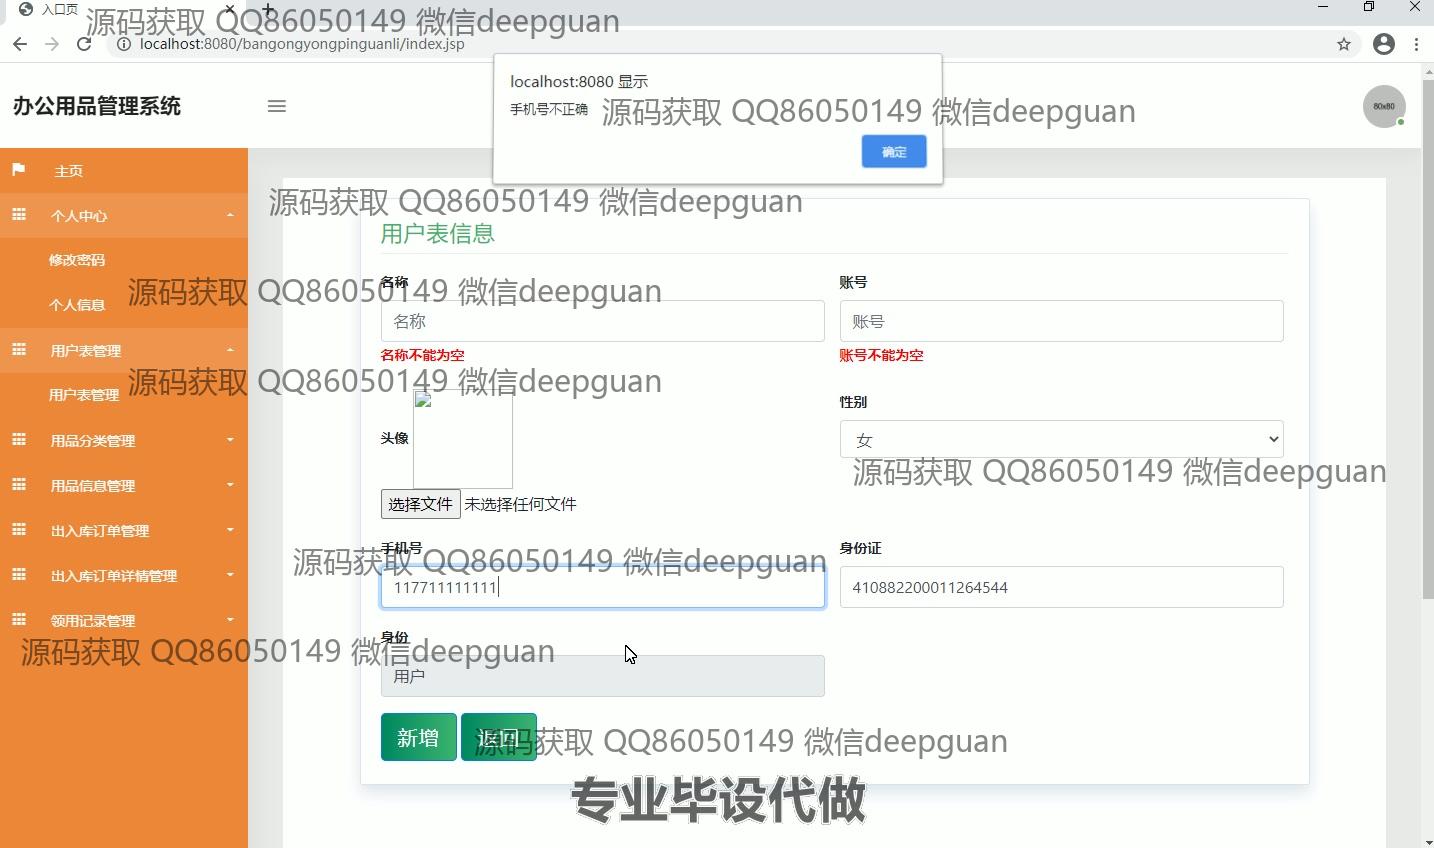 入口页
源码获取 QQ86050149 微信deepguan
localhost:8080/bangongyongpinguanli/index.jsp
localhost:8080 显示
手机号不正确
源码获取 QQ86050149 微信deepguan
确定
办公用品管理系统
80x80
主页
个人中心
修改密码
个人信息
用户表管理
用户表管理
用品分类管理
用品信息管理
出入库订单管理
出入库订单详情管理
领用记录管理
源码获取 QQ86050149 微信deepguan
用户表信息
名称
账号
源码获取 QQ86050149 微信deepguan
名称
账号
名称不能为空
账号不能为空
源码获取 QQ86050149 微信deepguan
头像
性别
女
源码获取 QQ86050149 微信deepguan
选择文件 未选择任何文件
手机号
身份证
源码获取 QQ86050149 微信deepguan
117711111111
410882200011264544
身份
源码获取 QQ86050149 微信deepguan
用户
新增
返回
源码获取 QQ86050149 微信deepguan
专业毕设代做